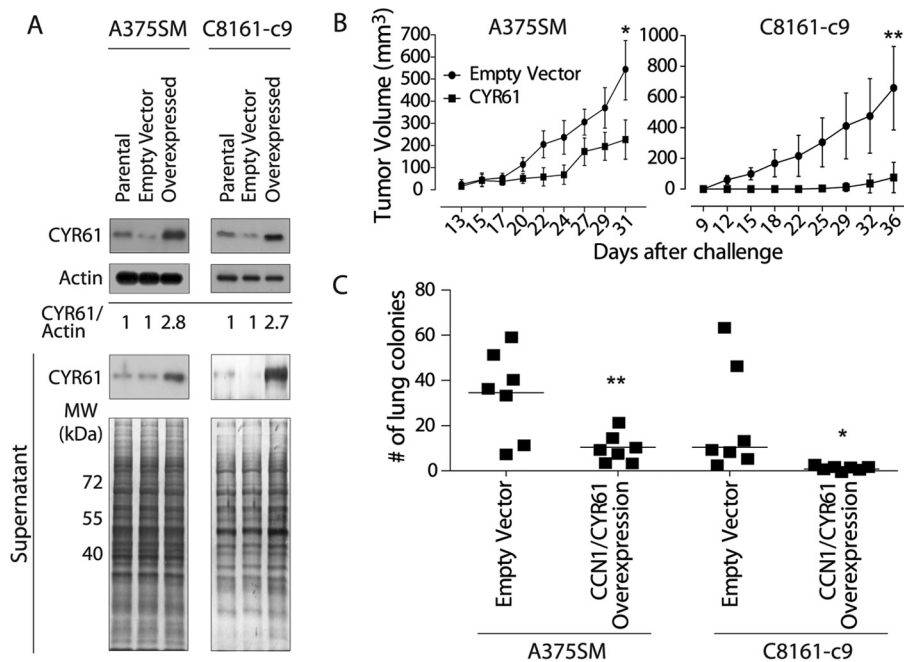 A
A375SM C8161-c9
Parental
Empty Vector
Overexpressed
Parental
Empty Vector
Overexpressed
CYR61
Actin
CYR61/
Actin
1 1 2.8 1 1 2.7
Supernatant
CYR61
MW
(kDa)
72
55
40
B
A375SM
C8161-c9
Tumor Volume (mm³)
700
600
500
400
300
200
100
0
Empty Vector
CYR61
*
13 15 17 20 22 24 27 29 31
1000
800
600
400
200
0
**
9 12 15 18 22 25 29 32 36
Days after challenge
C
# of lung colonies
80
60
40
20
0
**
*
Empty Vector
CCN1/CYR61
Overexpression
Empty Vector
CCN1/CYR61
Overexpression
A375SM
C8161-c9